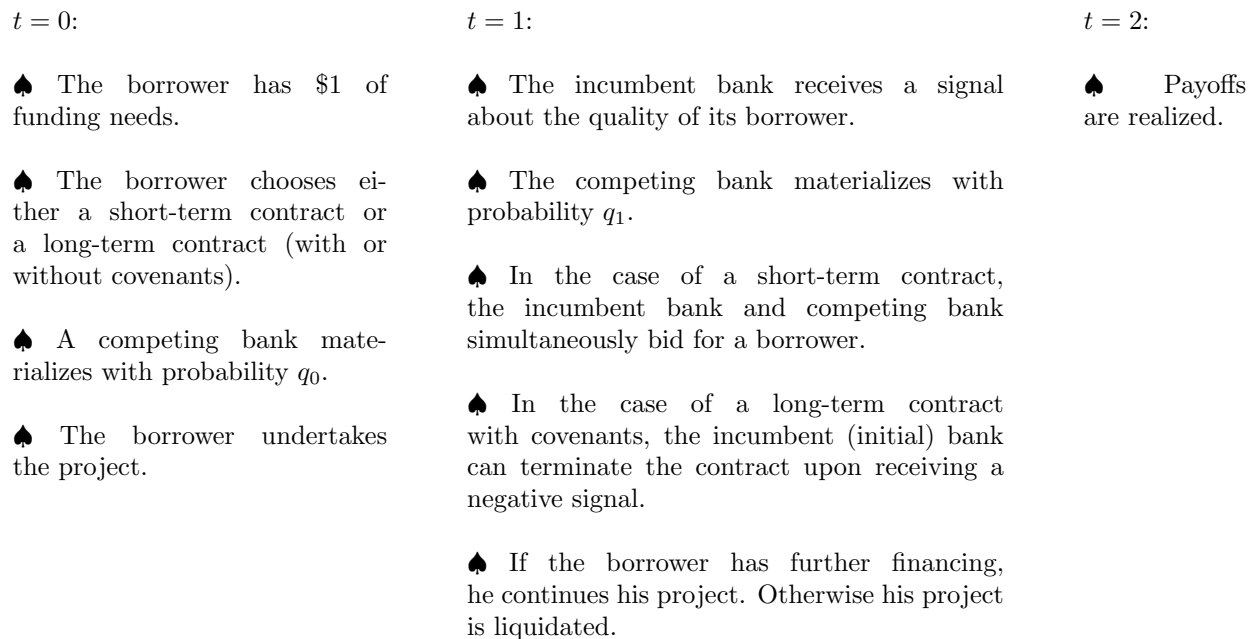 t = 0:
♠ The borrower has $1 of
funding needs.
♠ The borrower chooses ei-
ther a short-term contract or
a long-term contract (with or
without covenants).
♠ A competing bank mate-
rializes with probability q₀.
♠ The borrower undertakes
the project.
t = 1:
♠ The incumbent bank receives a signal
about the quality of its borrower.
♠ The competing bank materializes with
probability q₁.
♠ In the case of a short-term contract,
the incumbent bank and competing bank
simultaneously bid for a borrower.
♠ In the case of a long-term contract
with covenants, the incumbent (initial) bank
can terminate the contract upon receiving a
negative signal.
♠ If the borrower has further financing,
he continues his project. Otherwise his project
is liquidated.
t = 2:
♠ Payoffs
are realized.